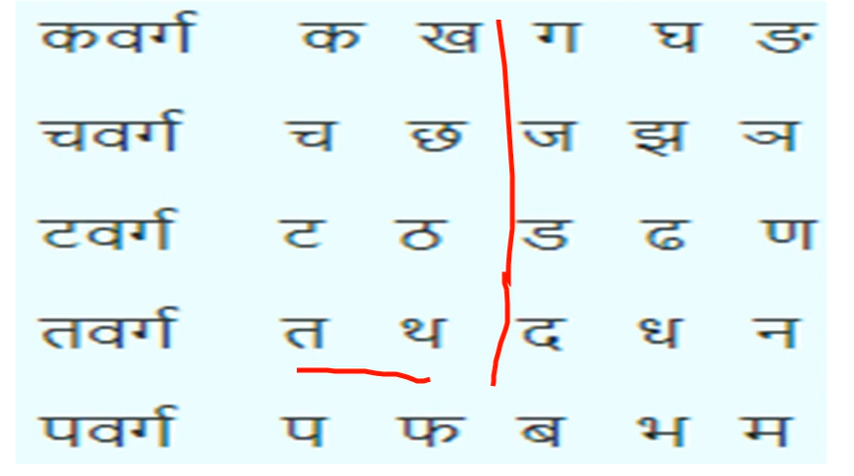 कवर्ग क ख ग घ ङ
चवर्ग च छ ज झ ञ
टवर्ग ट ठ ड ढ ण
तवर्ग त थ द ध न
पवर्ग प फ ब भ म